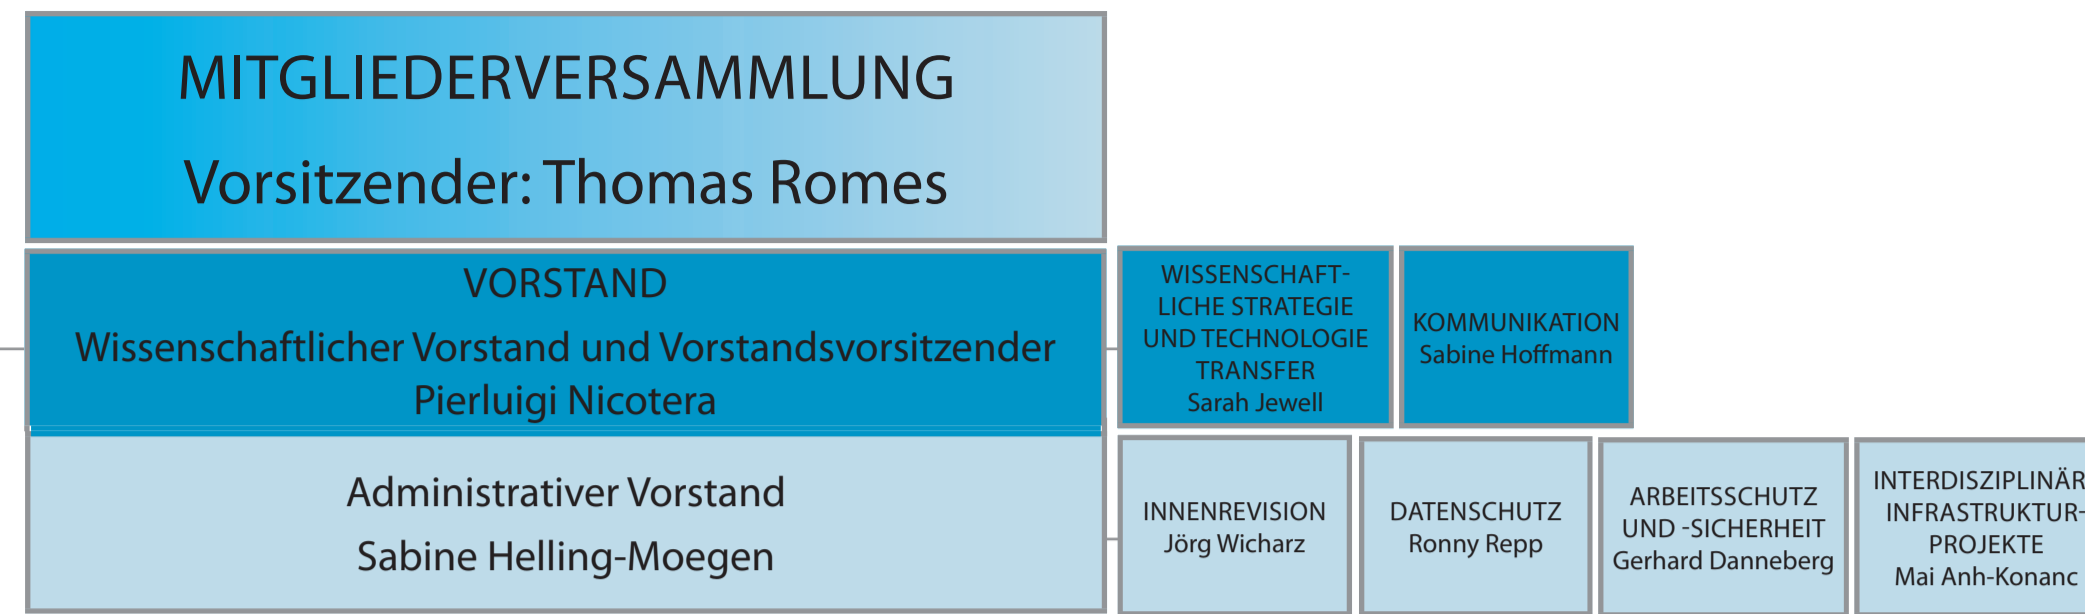 MITGLIEDERVERSAMMLUNG
Vorsitzender: Thomas Romes
VORSTAND
Wissenschaftlicher Vorstand und Vorstandsvorsitzender
Pierluigi Nicotera
WISSENSCHAFT-
LICHE STRATEGIE
UND TECHNOLOGIE
TRANSFER
Sarah Jewell
KOMMUNIKATION
Sabine Hoffmann
Administrativer Vorstand
Sabine Helling-Moegen
INNENREVISION
Jörg Wicharz
DATENSCHUTZ
Ronny Repp
ARBEITSSCHUTZ
UND -SICHERHEIT
Gerhard Danneberg
INTERDISZIPLINÄR
INFRASTRUKTUR-
PROJEKTE
Mai Anh-Konanc